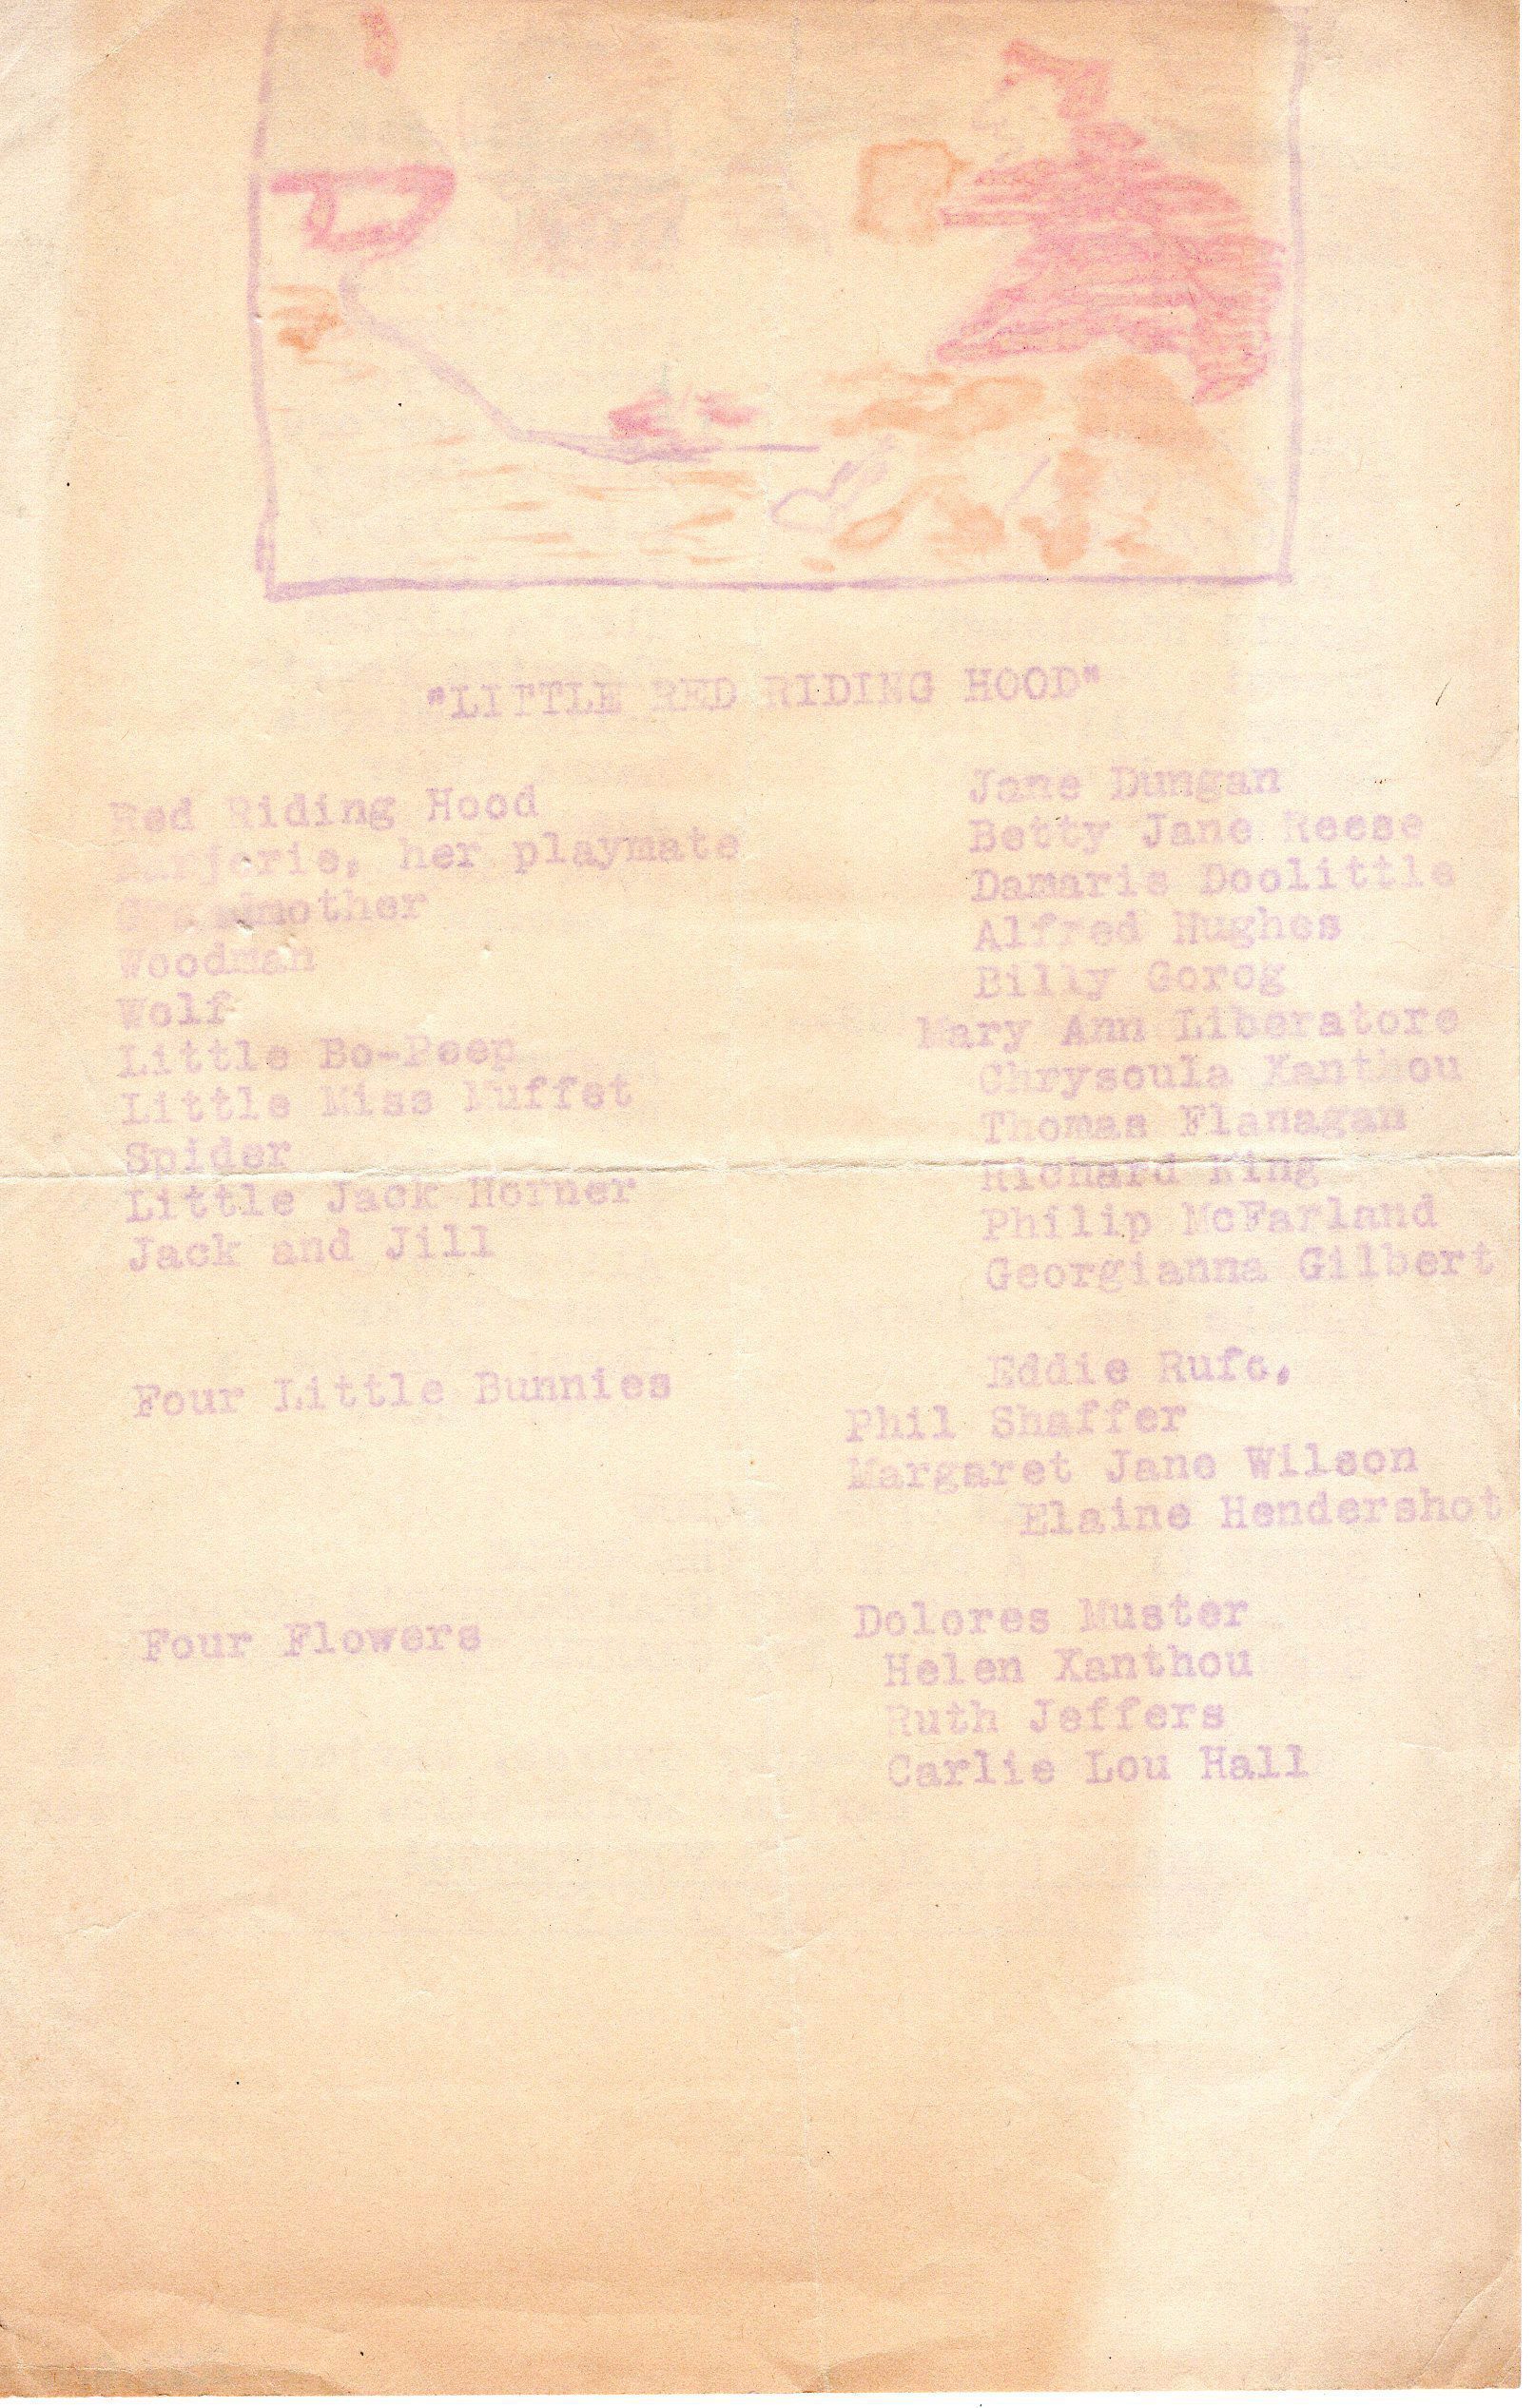 "LITTLE RED RIDING HOOD"
Red Riding Hood Jane Dungan
Marjorie, her playmate Betty Jane Reese
Grandmother Damaris Doolittle
Woodman Alfred Hughes
Wolf Billy Gorog
Little Bo-Peep Mary Ann Liberatore
Little Miss Muffet Chrysoula Xanthou
Spider Thomas Flanagan
Little Jack Horner Richard King
Jack and Jill Philip McFarland
Georgianna Gilbert
Four Little Bunnies Eddie Rufc,
Phil Shaffer
Margaret Jane Wilson
Elaine Hendershot
Four Flowers Dolores Muster
Helen Xanthou
Ruth Jeffers
Carlie Lou Hall